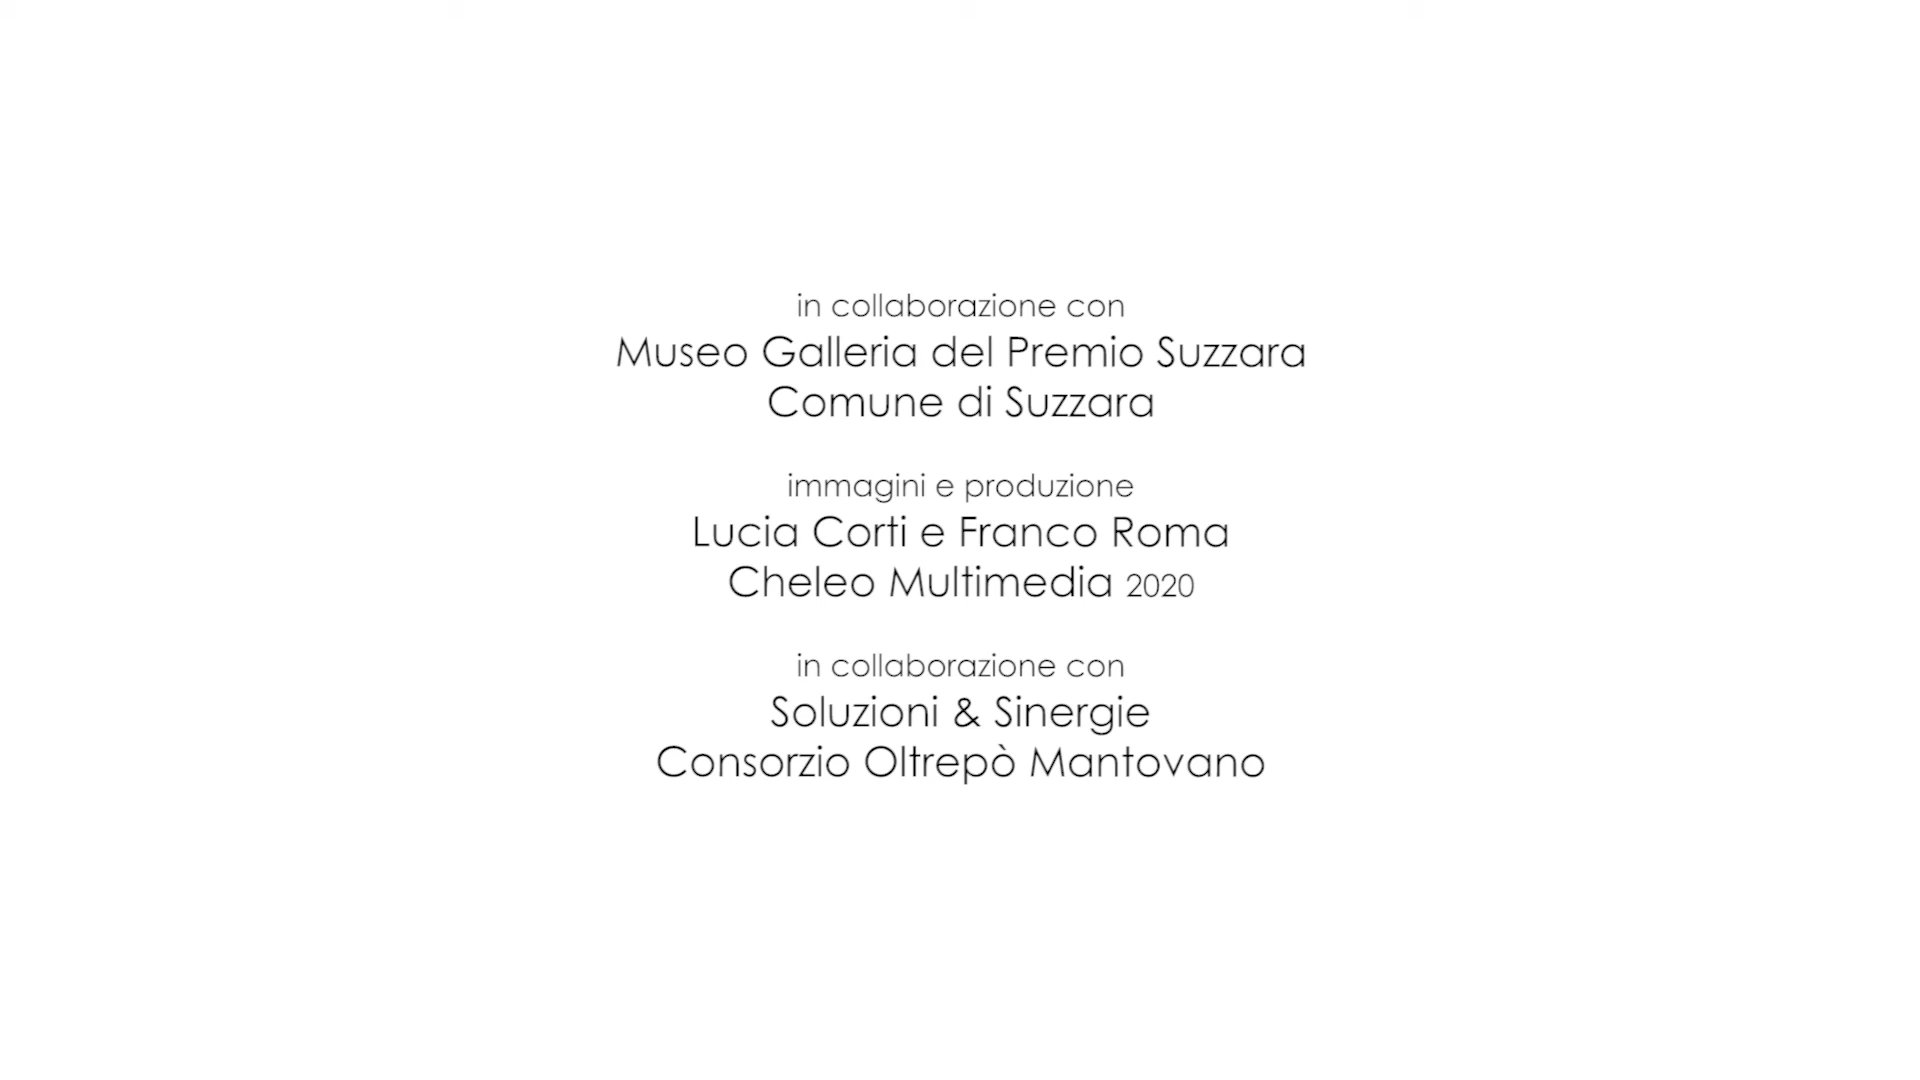 in collaborazione con
Museo Galleria del Premio Suzzara
Comune di Suzzara
immagini e produzione
Lucia Corti e Franco Roma
Cheleo Multimedia 2020
in collaborazione con
Soluzioni & Sinergie
Consorzio Oltrepò Mantovano